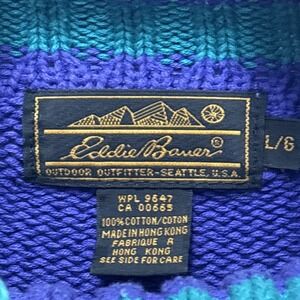 Eddie Bauer®
OUTDOOR OUTFITTER-SEATTLE, U.S.A.
L/G
WPL 9647
CA 00665
100% COTTON/COTON
MADE IN HONG KONG
FABRIQUE A
HONG KONG
SEE SIDE FOR CARE